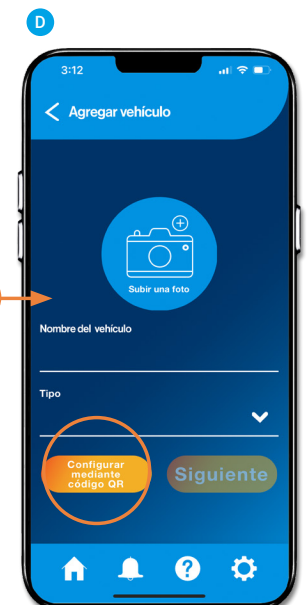 D
3:12
Agregar vehículo
Subir una foto
Nombre del vehículo
Tipo
Configurar
mediante
código QR
Siguiente
?